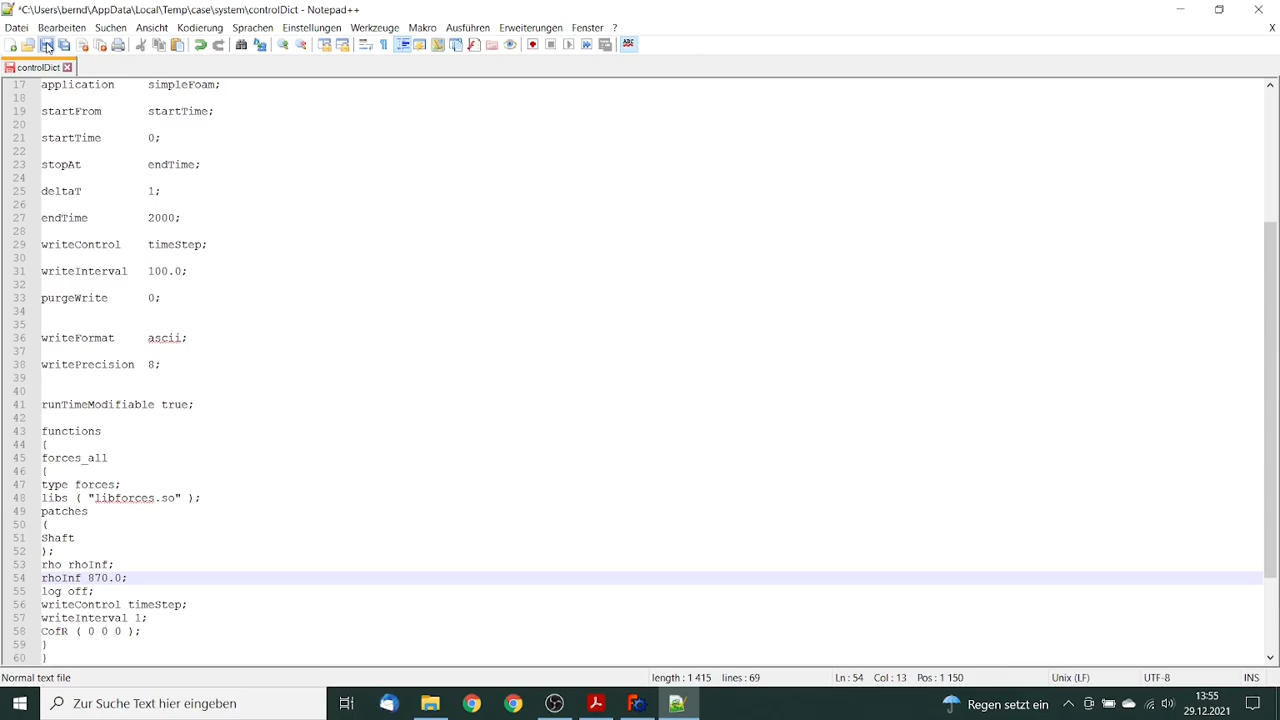 *C:\Users\bernd\AppData\Local\Temp\case\system\controlDict - Notepad++
Datei Bearbeiten Suchen Ansicht Kodierung Sprachen Einstellungen Werkzeuge Makro Ausführen Erweiterungen Fenster ? X
controlDict
17 application simpleFoam;
18
19 startFrom startTime;
20
21 startTime 0;
22
23 stopAt endTime;
24
25 deltaT 1;
26
27 endTime 2000;
28
29 writeControl timeStep;
30
31 writeInterval 100.0;
32
33 purgeWrite 0;
34
35
36 writeFormat ascii;
37
38 writePrecision 8;
39
40
41 runTimeModifiable true;
42
43 functions
44 {
45 forces_all
46 {
47 type forces;
48 libs ( "libforces.so" );
49 patches
50 (
51 Shaft
52 );
53 rho rhoInf;
54 rhoInf 870.0;
55 log off;
56 writeControl timeStep;
57 writeInterval 1;
58 CofR ( 0 0 0 );
59 }
60 }
Normal text file length : 1 415 lines : 69 Ln : 54 Col : 13 Pos : 1 150 Unix (LF) UTF-8 INS
Zur Suche Text hier eingeben Regen setzt ein 13:55
29.12.2021